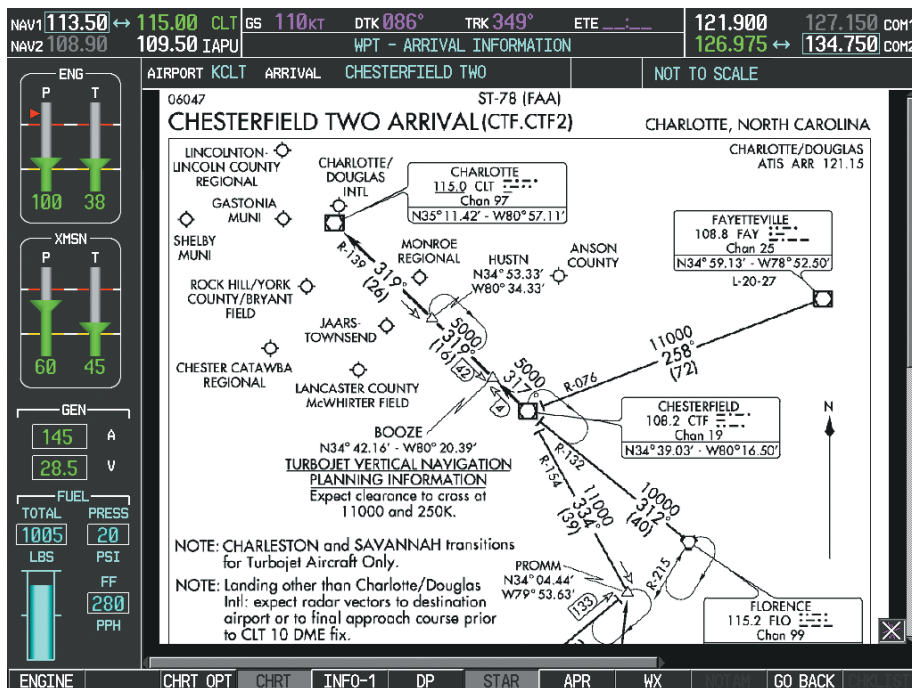 NAV1 113.50 ↔ 115.00 CLT
NAV2 108.90 109.50 IAPU
GS 110KT DTK 086° TRK 349° ETE __:__
WPT - ARRIVAL INFORMATION
121.900 127.150 COM1
126.975 ↔ 134.750 COM2
AIRPORT KCLT ARRIVAL CHESTERFIELD TWO NOT TO SCALE
ENG
P T
100 38
XMSN
P T
60 45
GEN
145 A
28.5 V
FUEL
TOTAL PRESS
1005 20
LBS PSI
FF
280
PPH
06047 ST-78 (FAA)
CHESTERFIELD TWO ARRIVAL (CTF.CTF2) CHARLOTTE, NORTH CAROLINA
CHARLOTTE/DOUGLAS
ATIS ARR 121.15
LINCOLNTON-
LINCOLN COUNTY
REGIONAL
CHARLOTTE/
DOUGLAS
INTL
CHARLOTTE
115.0 CLT
Chan 97
N35°11.42' - W80°57.11'
GASTONIA
MUNI
SHELBY
MUNI
FAYETTEVILLE
108.8 FAY
Chan 25
N34°59.13' - W78°52.50'
L-20-27
R-139
319°
(26)
MONROE
REGIONAL
HUSTN
N34°53.33'
W80°34.33'
ANSON
COUNTY
ROCK HILL/YORK
COUNTY/BRYANT
FIELD
JAARS-
TOWNSEND
CHESTER CATAWBA
REGIONAL
LANCASTER COUNTY
McWHIRTER FIELD
5000
319°
(16)
42
5000
317°
4
11000
258°
(72)
R-076
CHESTERFIELD
108.2 CTF
Chan 19
N34°39.03' - W80°16.50'
N
BOOZE
N34°42.16' - W80°20.39'
TURBOJET VERTICAL NAVIGATION
PLANNING INFORMATION
Expect clearance to cross at
11000 and 250K.
R-132
R-154
11000
334°
(39)
10000
312°
(40)
NOTE: CHARLESTON and SAVANNAH transitions
for Turbojet Aircraft Only.
NOTE: Landing other than Charlotte/Douglas
Intl: expect radar vectors to destination
airport or to final approach course prior
to CLT 10 DME fix.
PROMM
N34°04.44'
W79°53.63'
R-215
133
FLORENCE
115.2 FLO
Chan 99
ENGINE CHRT OPT CHRT INFO-1 DP STAR APR WX NOTAM GO BACK CHKLIST